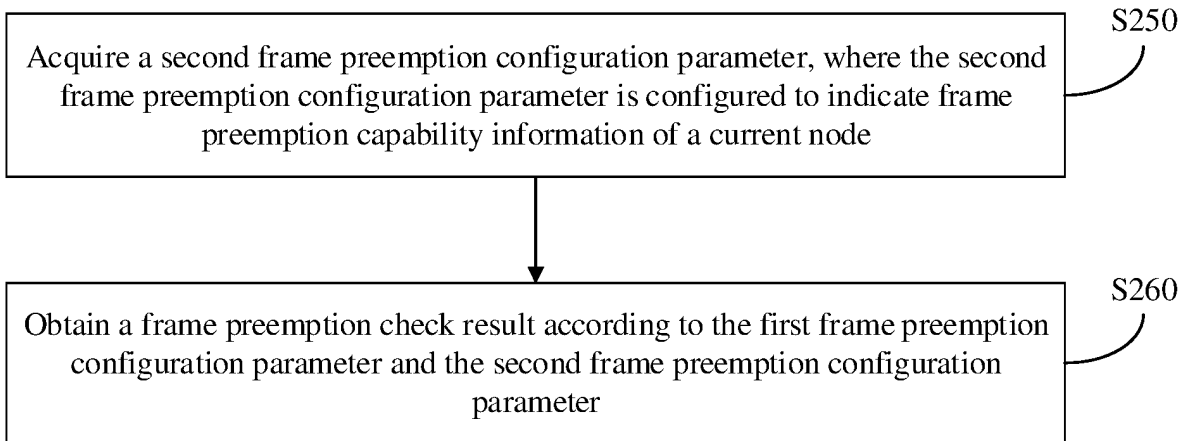 S250
Acquire a second frame preemption configuration parameter, where the second
frame preemption configuration parameter is configured to indicate frame
preemption capability information of a current node
S260
Obtain a frame preemption check result according to the first frame preemption
configuration parameter and the second frame preemption configuration
parameter